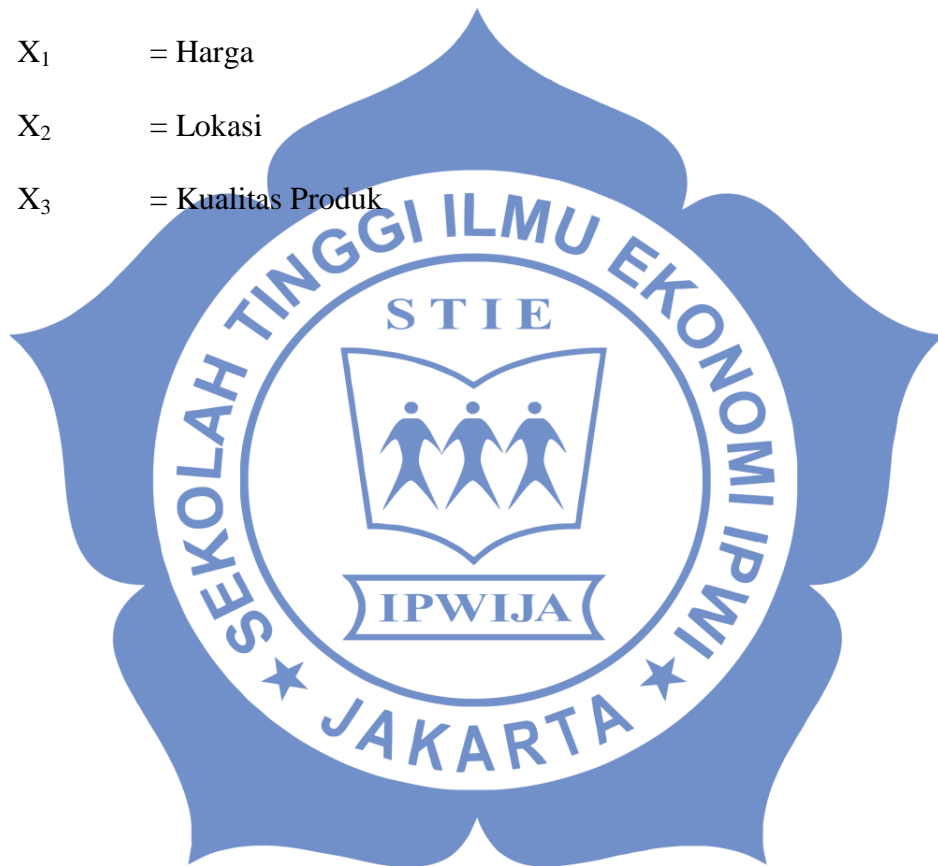 X₁ = Harga
X₂ = Lokasi
X₃ = Kualitas Produk
SEKOLAH TINGGI ILMU EKONOMI IPWI
STIE
IPWIJA
★ JAKARTA ★